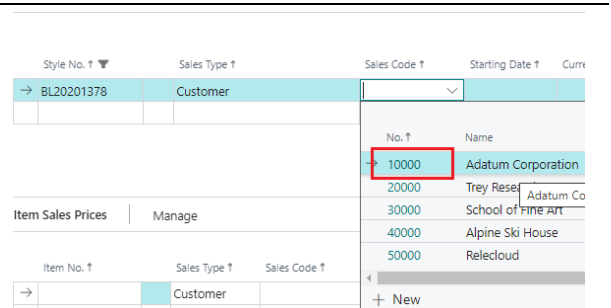 Style No. ↑ Sales Type ↑ Sales Code ↑ Starting Date ↑
→ BL20201378 Customer
No. ↑ Name
→ 10000 Adatum Corporation
20000 Trey
Adatum
30000 School of Fine Art
Item Sales Prices Manage
40000 Alpine Ski House
50000 Relecloud
Item No. ↑ Sales Type ↑ Sales Code ↑
→ Customer
+ New